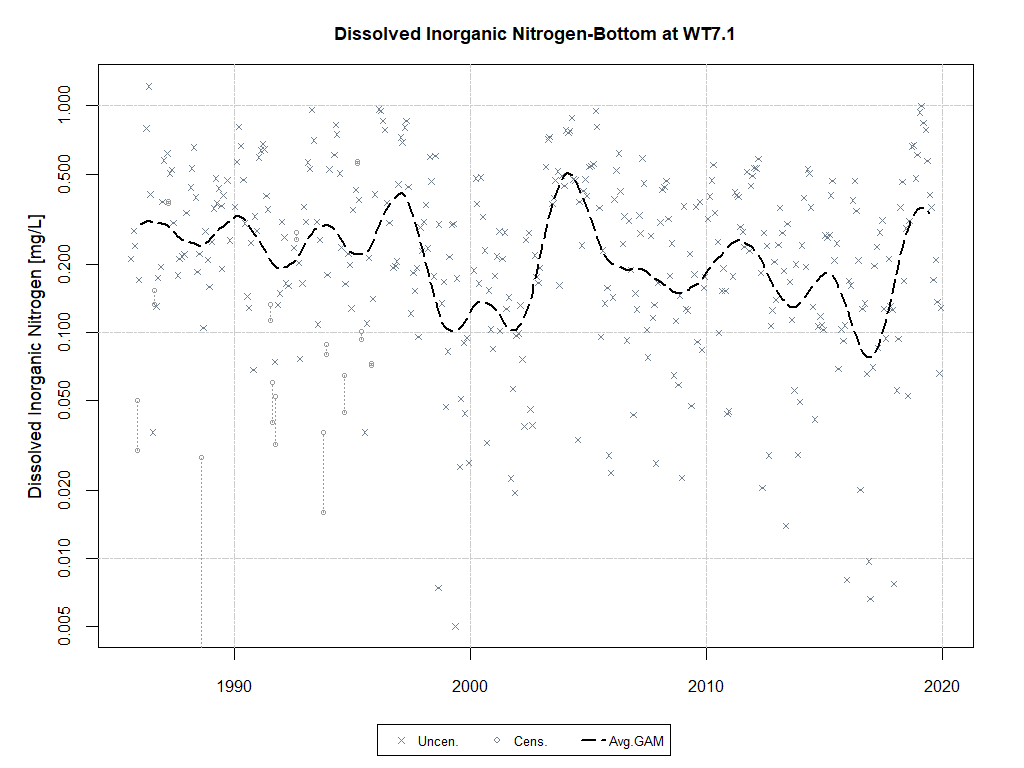 Dissolved Inorganic Nitrogen-Bottom at WT7.1
Dissolved Inorganic Nitrogen [mg/L]
1.000
0.500
0.200
0.100
0.050
0.020
0.010
0.005
1990 2000 2010 2020
Uncen. Cens. Avg.GAM